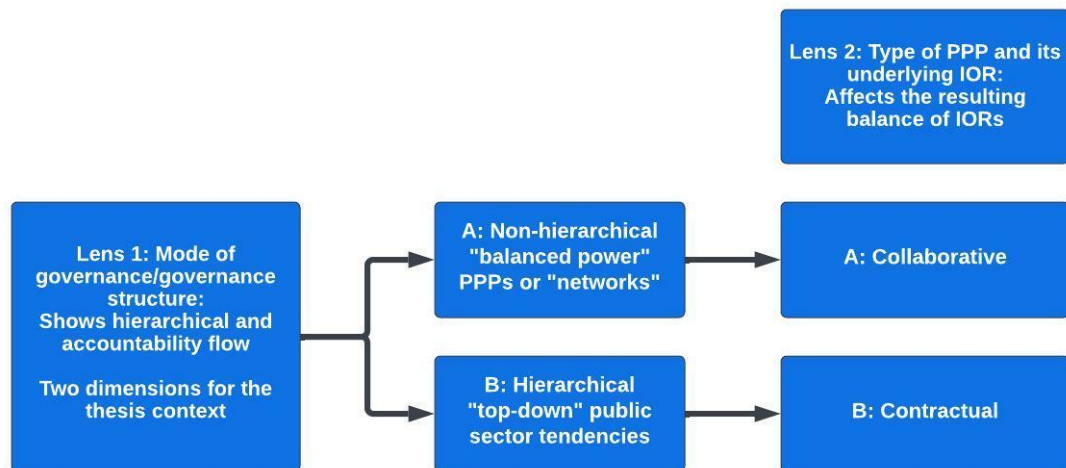 Lens 2: Type of PPP and its
underlying IOR:
Affects the resulting
balance of IORs
Lens 1: Mode of
governance/governance
structure:
Shows hierarchical and
accountability flow
Two dimensions for the
thesis context
A: Non-hierarchical
"balanced power"
PPPs or "networks"
A: Collaborative
B: Hierarchical
"top-down" public
sector tendencies
B: Contractual